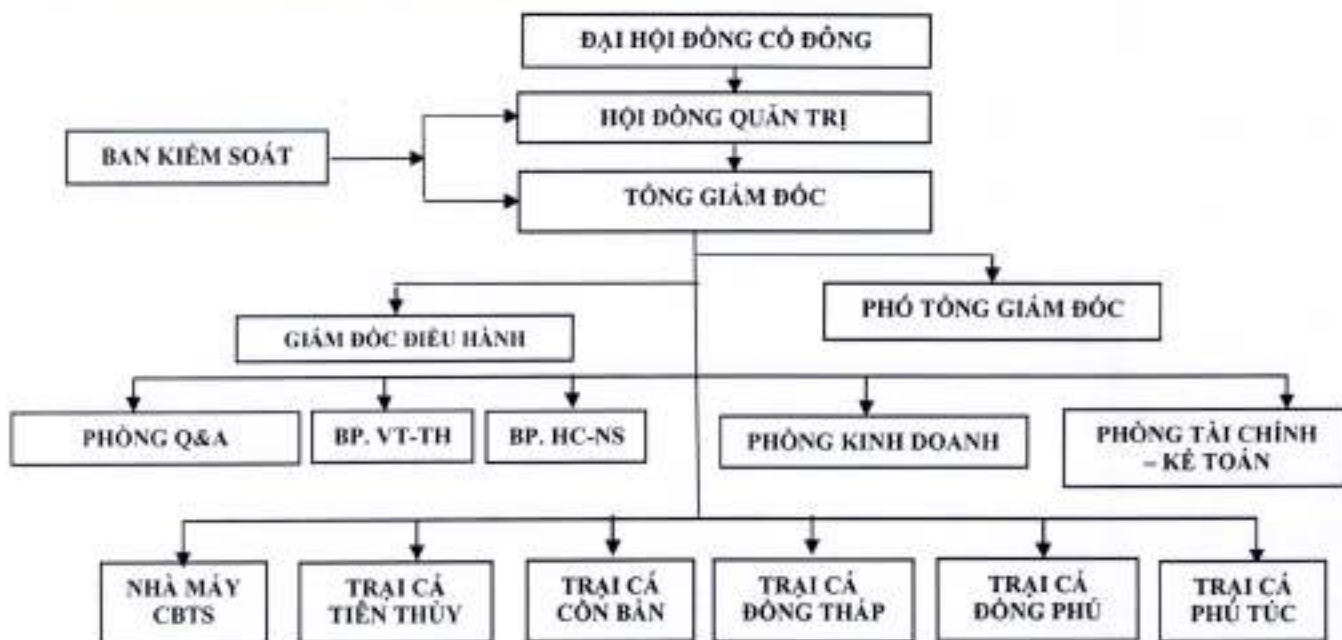 ĐẠI HỘI ĐỒNG CỔ ĐÔNG
HỘI ĐỒNG QUẢN TRỊ
BAN KIỂM SOÁT
TỔNG GIÁM ĐỐC
PHÓ TỔNG GIÁM ĐỐC
GIÁM ĐỐC ĐIỀU HÀNH
PHÒNG Q&A
BP. VT-TH
BP. HC-NS
PHÒNG KINH DOANH
PHÒNG TÀI CHÍNH
– KẾ TOÁN
NHÀ MÁY
CBTS
TRẠI CÁ
TIÊN THỦY
TRẠI CÁ
CỒN BẦN
TRẠI CÁ
ĐỒNG THÁP
TRẠI CÁ
ĐÔNG PHÚ
TRẠI CÁ
PHÚ TÚC